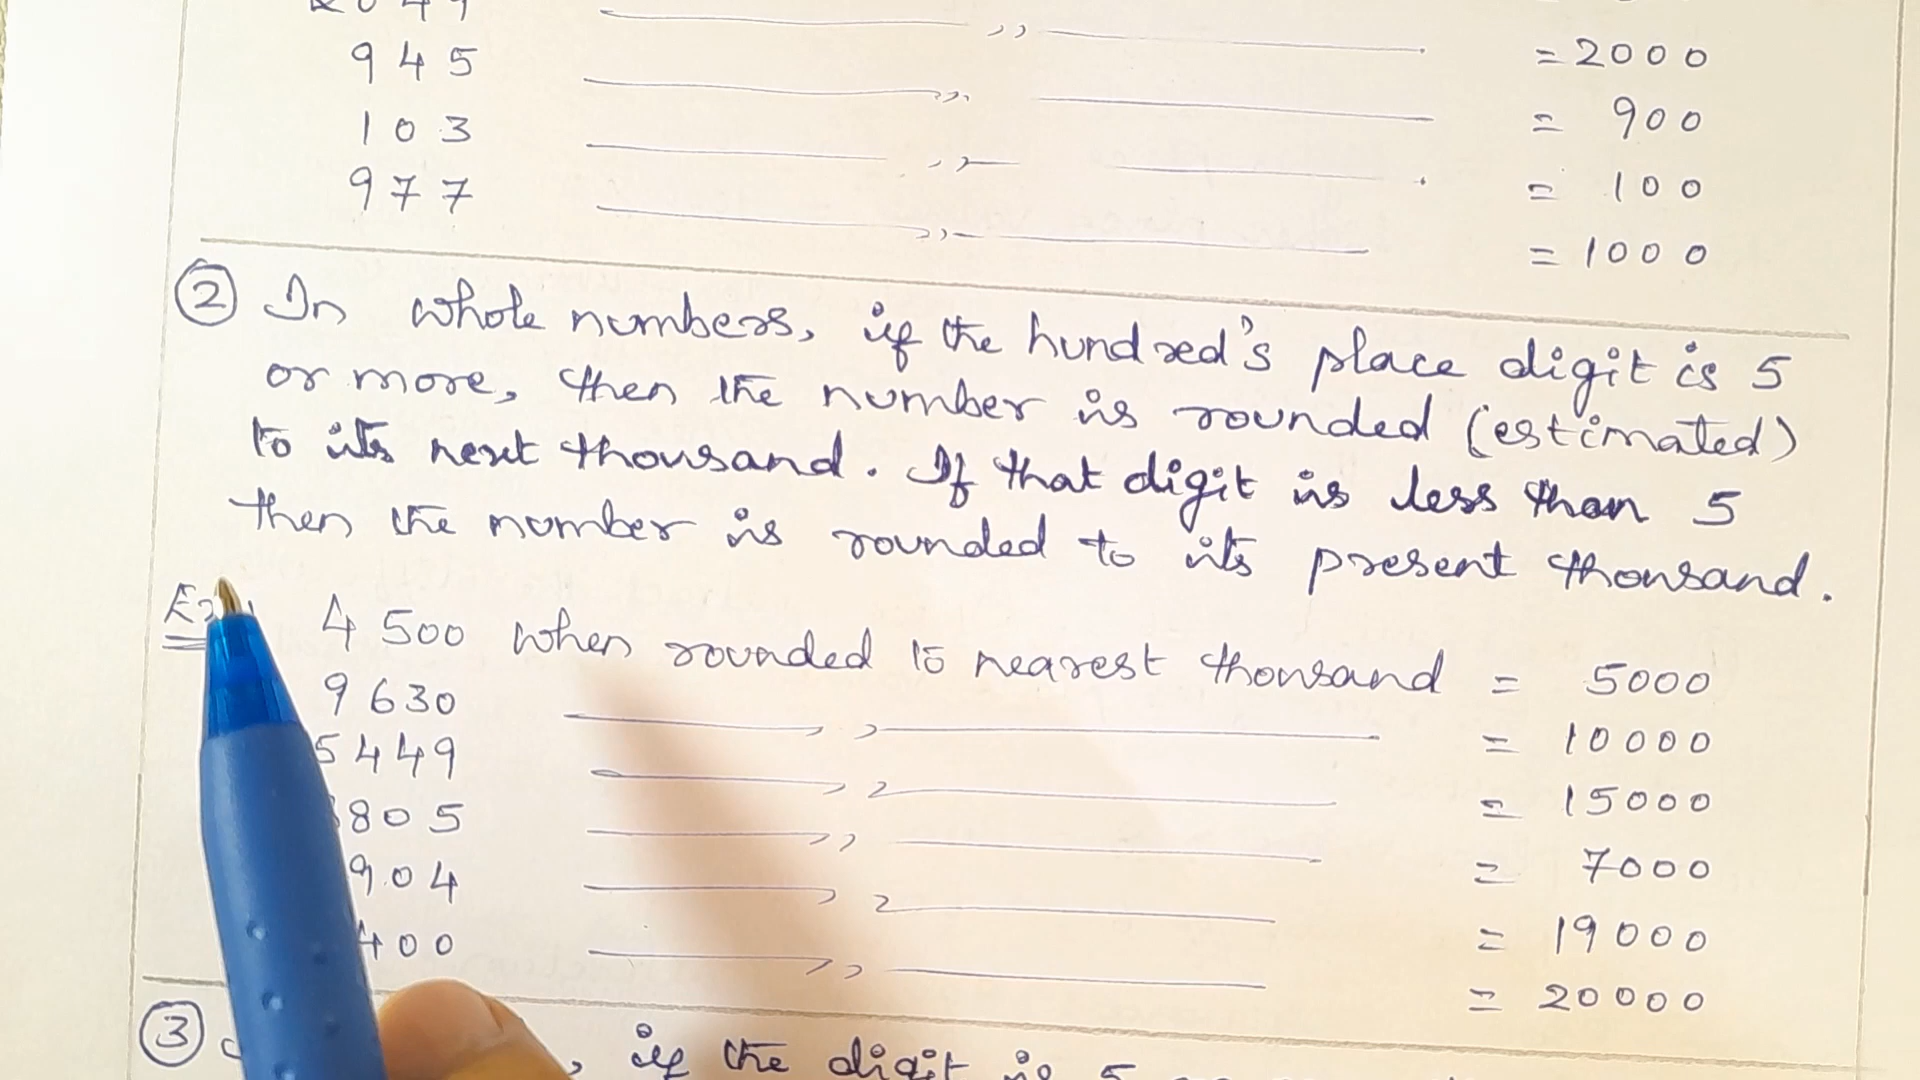 = 2000
945 ————,,———— = 900
103 ————,,———— = 100
977 ————,,———— = 1000
② In whole numbers, if the hundred's place digit is 5
or more, then the number is rounded (estimated)
to its next thousand. If that digit is less than 5
then the number is rounded to its present thousand.
4500 when rounded to nearest thousand = 5000
9630 ————,,———— = 10000
5449 ————,,———— = 15000
805 ————,,———— = 7000
904 ————,,———— = 19000
400 ————,,———— = 20000
③ , if the digit is 5